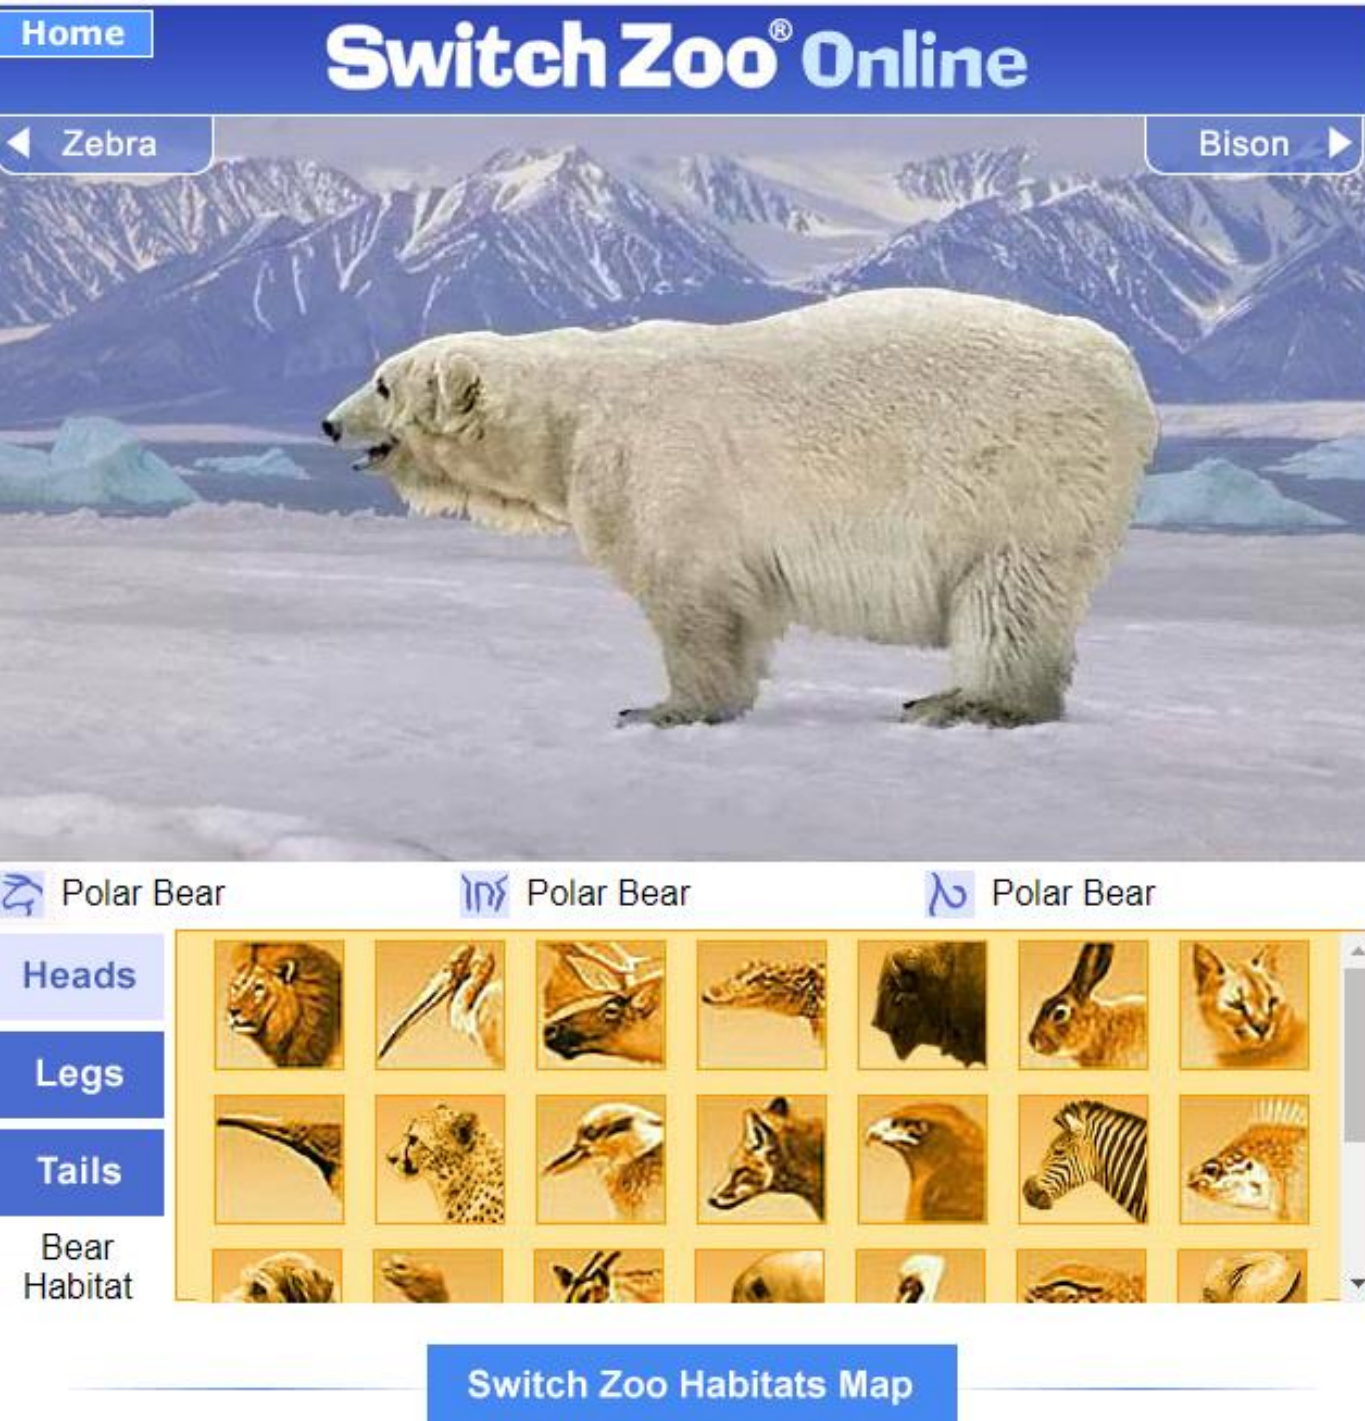 Home
Switch Zoo® Online
Zebra
Bison
Polar Bear
Polar Bear
Polar Bear
Heads
Legs
Tails
Bear
Habitat
Switch Zoo Habitats Map